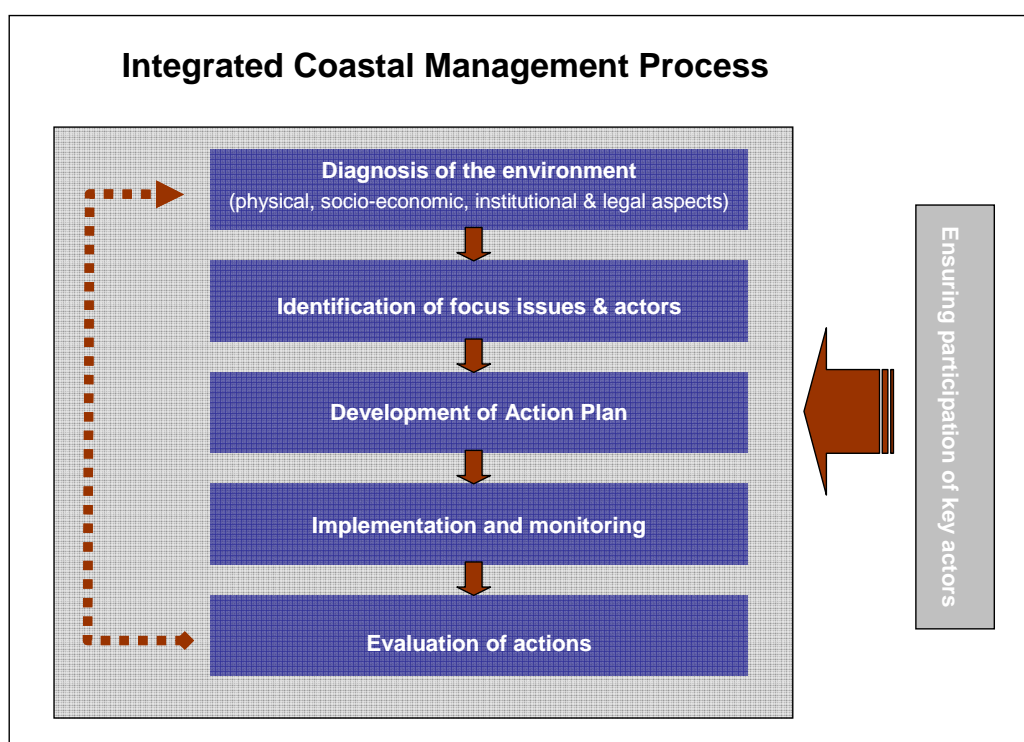 Integrated Coastal Management Process
Diagnosis of the environment
(physical, socio-economic, institutional & legal aspects)
Identification of focus issues & actors
Development of Action Plan
Implementation and monitoring
Evaluation of actions
Ensuring participation of key actors